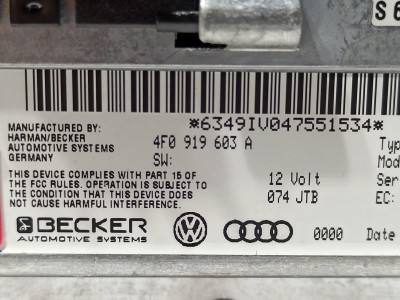 S 6
*6349IV047551534*
MANUFACTURED BY:
HARMAN/BECKER
AUTOMOTIVE SYSTEMS
GERMANY
4F0 919 603 A
SW:
Typ
Mod
THIS DEVICE COMPLIES WITH PART 15 OF
THE FCC RULES. OPERATION IS SUBJECT
TO THE CONDITION THAT THIS DEVICE DOES
NOT CAUSE HARMFUL INTERFERENCE
12 Volt
Ser
074 JTB
EC:
BECKER
AUTOMOTIVE SYSTEMS
0000
Date